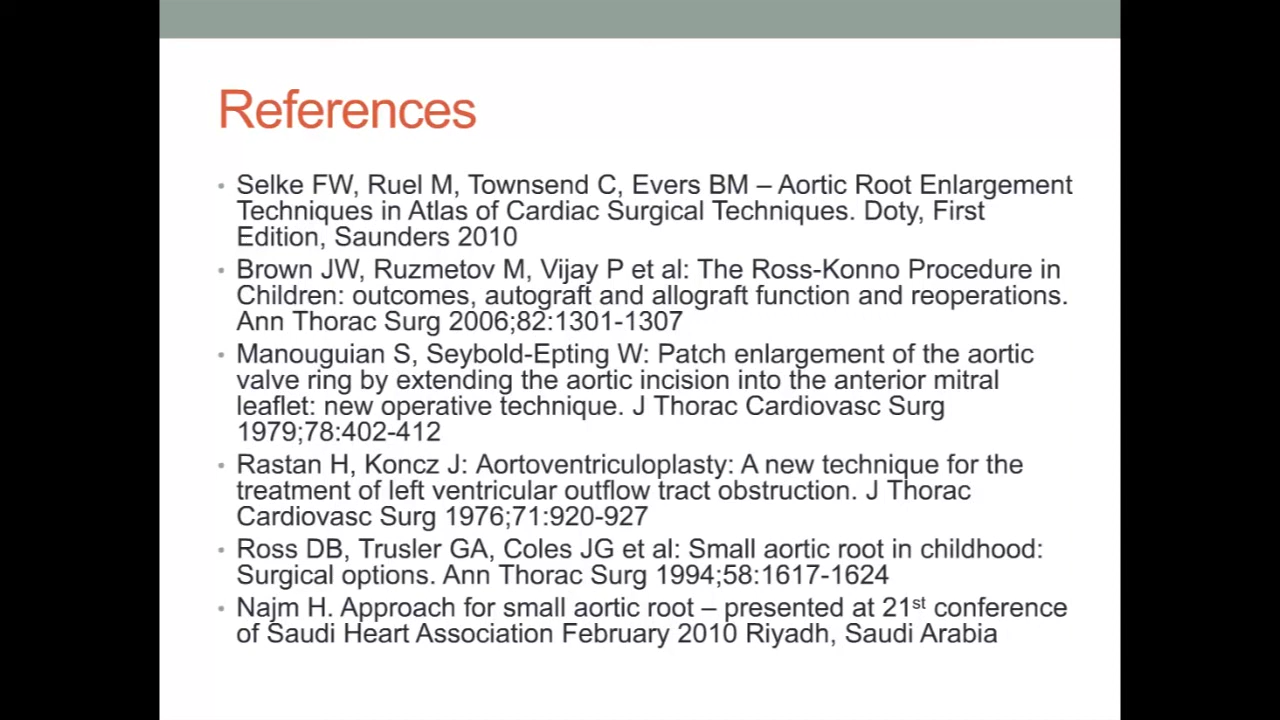 References
• Selke FW, Ruel M, Townsend C, Evers BM – Aortic Root Enlargement
Techniques in Atlas of Cardiac Surgical Techniques. Doty, First
Edition, Saunders 2010
• Brown JW, Ruzmetov M, Vijay P et al: The Ross-Konno Procedure in
Children: outcomes, autograft and allograft function and reoperations.
Ann Thorac Surg 2006;82:1301-1307
• Manouguian S, Seybold-Epting W: Patch enlargement of the aortic
valve ring by extending the aortic incision into the anterior mitral
leaflet: new operative technique. J Thorac Cardiovasc Surg
1979;78:402-412
• Rastan H, Koncz J: Aortoventriculoplasty: A new technique for the
treatment of left ventricular outflow tract obstruction. J Thorac
Cardiovasc Surg 1976;71:920-927
• Ross DB, Trusler GA, Coles JG et al: Small aortic root in childhood:
Surgical options. Ann Thorac Surg 1994;58:1617-1624
• Najm H. Approach for small aortic root – presented at 21st conference
of Saudi Heart Association February 2010 Riyadh, Saudi Arabia